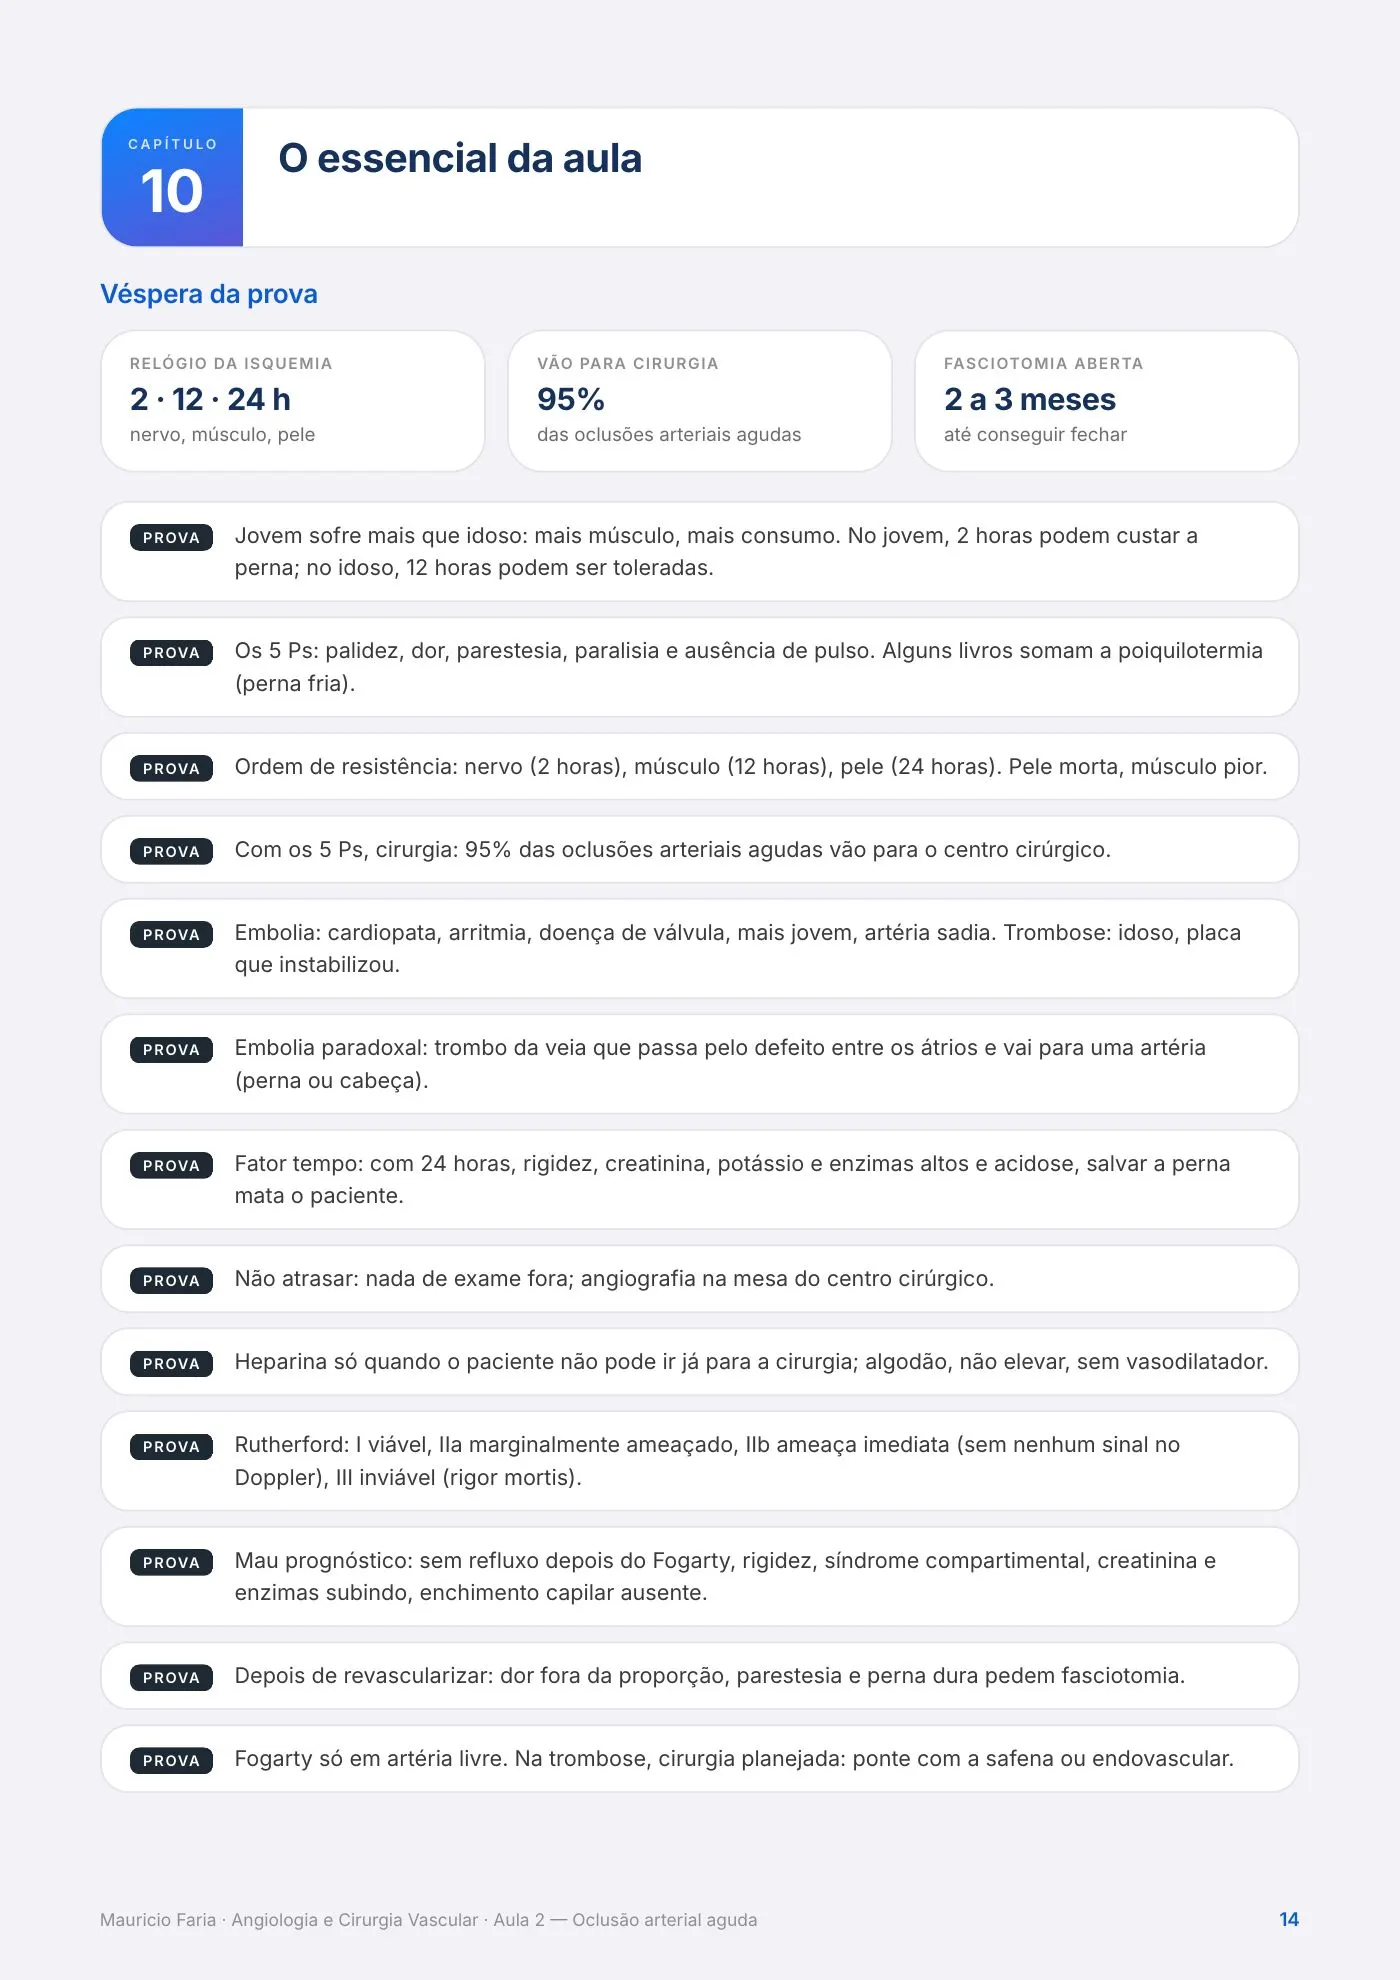 CAPÍTULO
10
O essencial da aula
Véspera da prova
RELÓGIO DA ISQUEMIA
2 · 12 · 24 h
nervo, músculo, pele
VÃO PARA CIRURGIA
95%
das oclusões arteriais agudas
FASCIOTOMIA ABERTA
2 a 3 meses
até conseguir fechar
PROVA Jovem sofre mais que idoso: mais músculo, mais consumo. No jovem, 2 horas podem custar a
perna; no idoso, 12 horas podem ser toleradas.
PROVA Os 5 Ps: palidez, dor, parestesia, paralisia e ausência de pulso. Alguns livros somam a poiquilotermia
(perna fria).
PROVA Ordem de resistência: nervo (2 horas), músculo (12 horas), pele (24 horas). Pele morta, músculo pior.
PROVA Com os 5 Ps, cirurgia: 95% das oclusões arteriais agudas vão para o centro cirúrgico.
PROVA Embolia: cardiopata, arritmia, doença de válvula, mais jovem, artéria sadia. Trombose: idoso, placa
que instabilizou.
PROVA Embolia paradoxal: trombo da veia que passa pelo defeito entre os átrios e vai para uma artéria
(perna ou cabeça).
PROVA Fator tempo: com 24 horas, rigidez, creatinina, potássio e enzimas altos e acidose, salvar a perna
mata o paciente.
PROVA Não atrasar: nada de exame fora; angiografia na mesa do centro cirúrgico.
PROVA Heparina só quando o paciente não pode ir já para a cirurgia; algodão, não elevar, sem vasodilatador.
PROVA Rutherford: I viável, IIa marginalmente ameaçado, IIb ameaça imediata (sem nenhum sinal no
Doppler), III inviável (rigor mortis).
PROVA Mau prognóstico: sem refluxo depois do Fogarty, rigidez, síndrome compartimental, creatinina e
enzimas subindo, enchimento capilar ausente.
PROVA Depois de revascularizar: dor fora da proporção, parestesia e perna dura pedem fasciotomia.
PROVA Fogarty só em artéria livre. Na trombose, cirurgia planejada: ponte com a safena ou endovascular.
Mauricio Faria · Angiologia e Cirurgia Vascular · Aula 2 — Oclusão arterial aguda
14